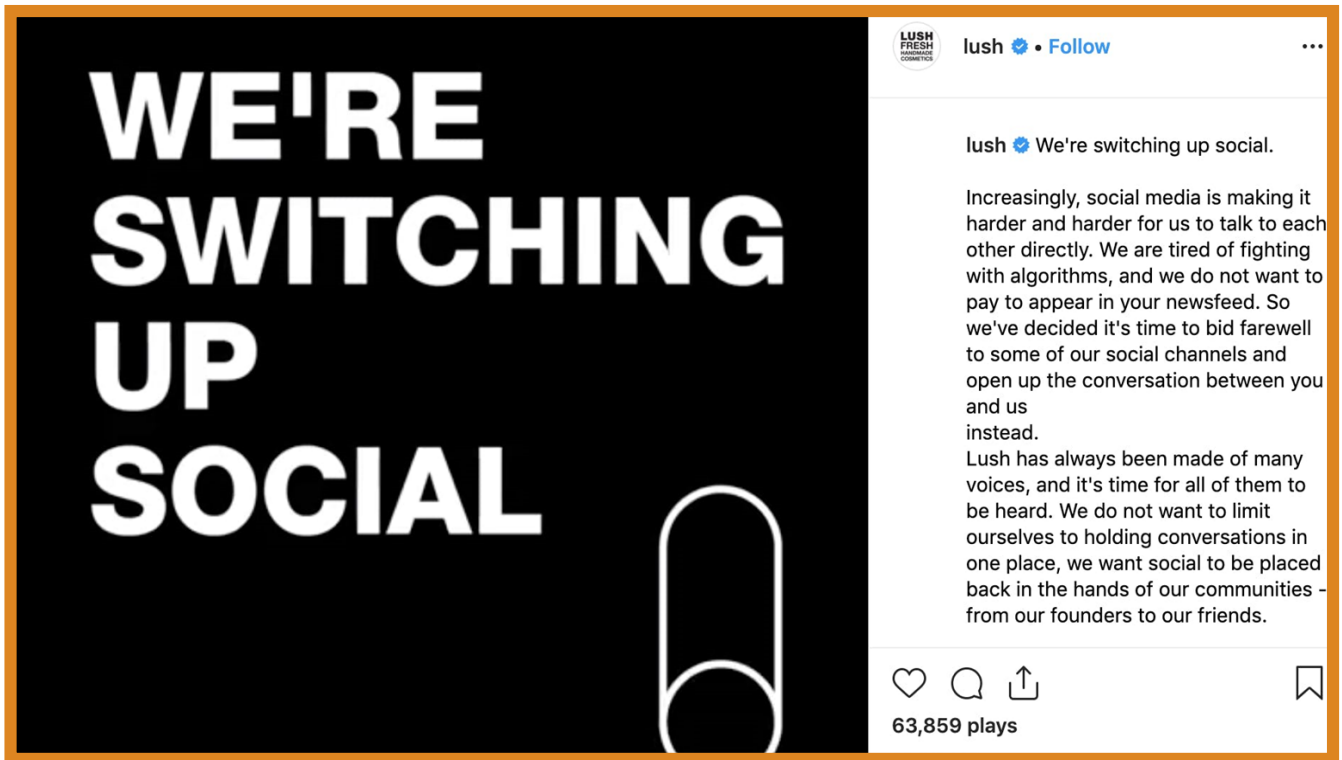 WE'RE
SWITCHING
UP
SOCIAL
LUSH
FRESH
HANDMADE
COSMETICS
lush • Follow
lush We're switching up social.
Increasingly, social media is making it
harder and harder for us to talk to each
other directly. We are tired of fighting
with algorithms, and we do not want to
pay to appear in your newsfeed. So
we've decided it's time to bid farewell
to some of our social channels and
open up the conversation between you
and us
instead.
Lush has always been made of many
voices, and it's time for all of them to
be heard. We do not want to limit
ourselves to holding conversations in
one place, we want social to be placed
back in the hands of our communities -
from our founders to our friends.
63,859 plays